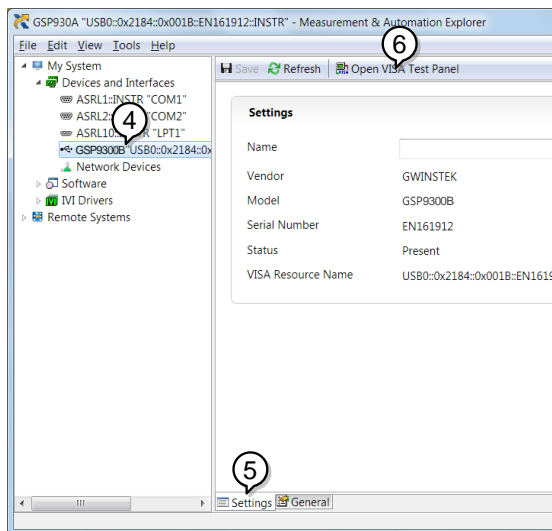 GSP930A "USB0::0x2184::0x001B::EN161912::INSTR" - Measurement & Automation Explorer
File Edit View Tools Help
6
Save Refresh Open VISA Test Panel
My System
Devices and Interfaces
ASRL1::INSTR "COM1"
ASRL2:: "COM2"
4
ASRL10:: "LPT1"
GSP9300B"USB0::0x2184::0x
Network Devices
Software
IVI Drivers
Remote Systems
Settings
Name
Vendor GWINSTEK
Model GSP9300B
Serial Number EN161912
Status Present
VISA Resource Name USB0::0x2184::0x001B::EN1619
5
Settings General